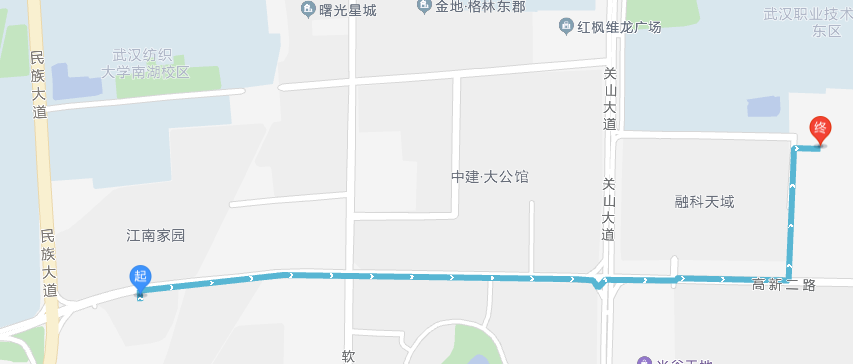 曙光星城
金地·格林东郡
红枫维龙广场
武汉职业技术
东区
武汉纺织
大学南湖校区
民族大道
关山大道
中建·大公馆
关山大道
融科天域
江南家园
民族大道
起
终
高新二路
软